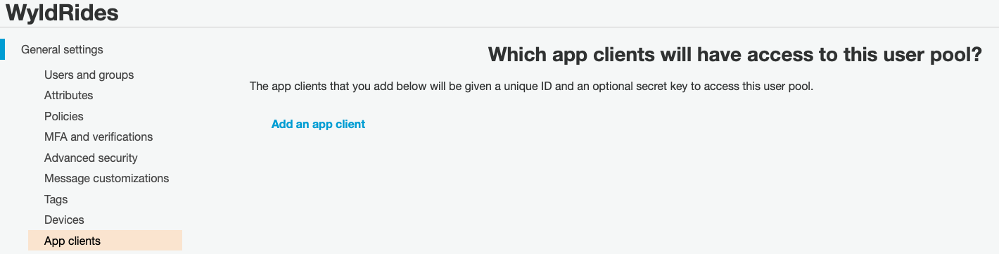 WyldRides
General settings
Users and groups
Attributes
Policies
MFA and verifications
Advanced security
Message customizations
Tags
Devices
App clients
Which app clients will have access to this user pool?
The app clients that you add below will be given a unique ID and an optional secret key to access this user pool.
Add an app client